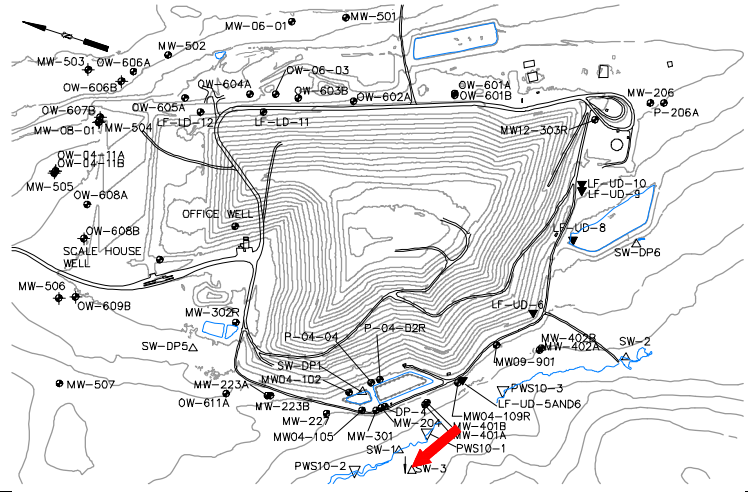 MW-501
MW-06-01
MW-502
MW-503
OW-606A
OW-606B
OW-604A
OW-06-03
OW-603B
OW-602A
OW-601A
OW-601B
MW-206
P-206A
OW-605A
LF-LD-12
LF-LD-11
OW-607B
MW-08-01
MW-504
MW12-303R
OW-04-11A
OW-04-11B
MW-505
OW-608A
LF-UD-10
LF-UD-9
OFFICE WELL
OW-608B
LF-UD-8
SW-DP6
SCALE HOUSE
WELL
MW-506
OW-609B
MW-302R
LF-UD-6
P-04-04
P-04-02R
SW-DP5
MW-402B
MW-402A
SW-2
SW-DP1
MW09-901
MW-507
MW-223A
MW04-102
PWS10-3
OW-611A
MW-223B
LF-UD-5AND6
DP-4
MW04-109R
MW-227
MW-204
MW-401B
MW04-105
MW-301
MW-401A
SW-1
PWS10-1
PWS10-2
SW-3